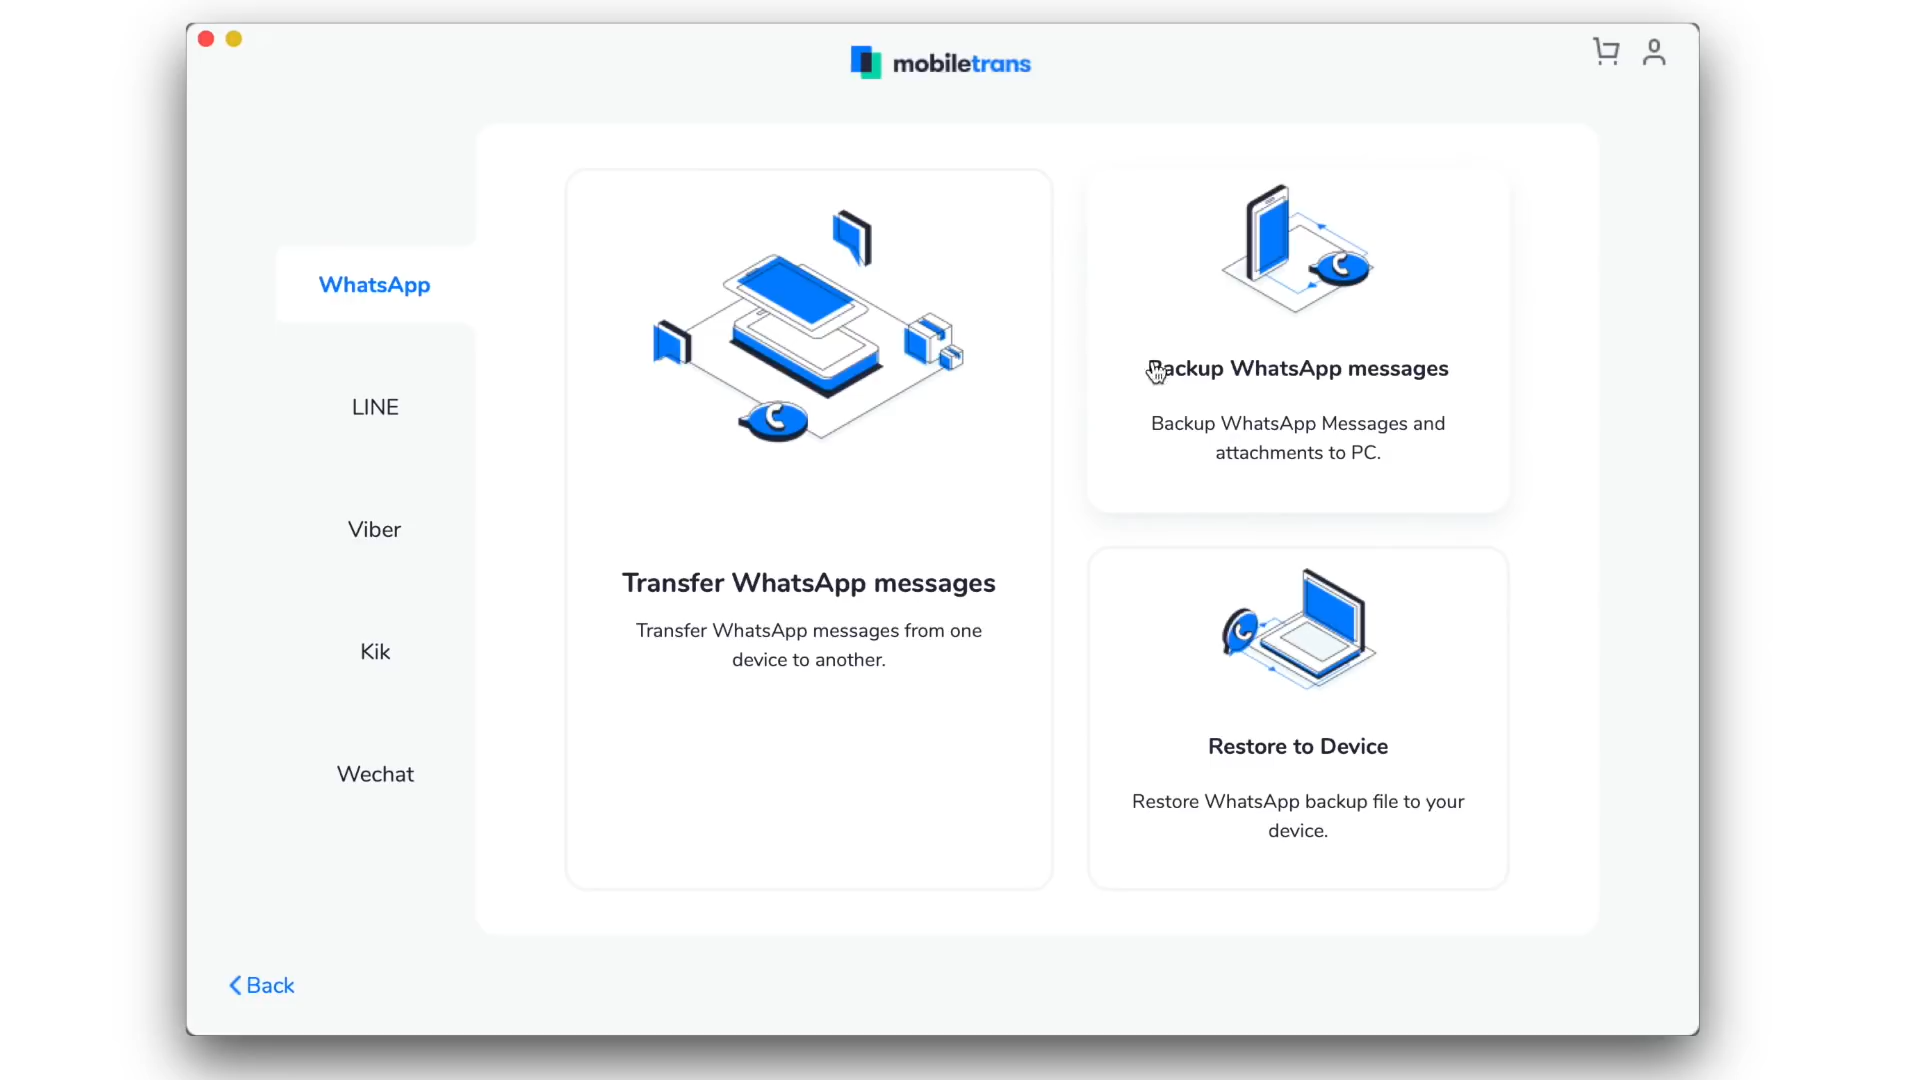 mobiletrans
WhatsApp
LINE
Viber
Kik
Wechat
Transfer WhatsApp messages
Transfer WhatsApp messages from one
device to another.
Backup WhatsApp messages
Backup WhatsApp Messages and
attachments to PC.
Restore to Device
Restore WhatsApp backup file to your
device.
Back